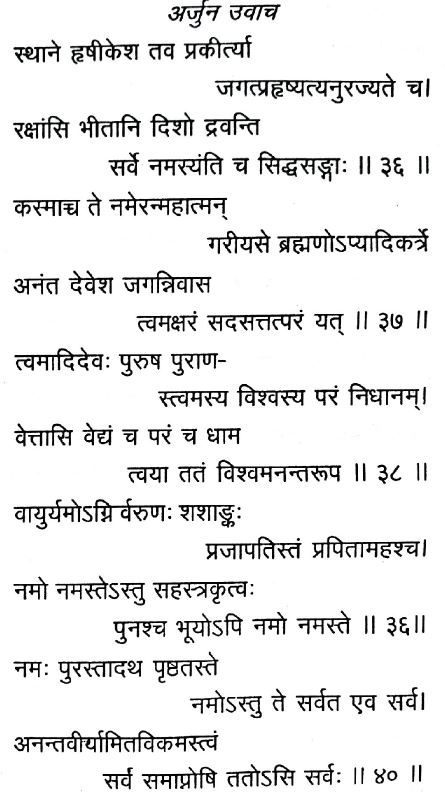 अर्जुन उवाच
स्थाने हृषीकेश तव प्रकीर्त्या
जगत्प्रहृष्यत्यनुरज्यते च।
रक्षांसि भीतानि दिशो द्रवन्ति
सर्वे नमस्यंति च सिद्धसङ्गाः ॥ ३६ ॥
कस्माच्च ते नमेरन्महात्मन्
गरीयसे ब्रह्मणोऽप्यादिकर्त्रे
अनंत देवेश जगन्निवास
त्वमक्षरं सदसत्तत्परं यत् ॥ ३७ ॥
त्वमादिदेवः पुरुष पुराण-
स्त्वमस्य विश्वस्य परं निधानम्।
वेत्तासि वेद्यं च परं च धाम
त्वया ततं विश्वमनन्तरूप ॥ ३८ ॥
वायुर्यमोऽग्निर्वरुणः शशाङ्कः
प्रजापतिस्तं प्रपितामहश्च।
नमो नमस्तेऽस्तु सहस्त्रकृत्वः
पुनश्च भूयोऽपि नमो नमस्ते ॥ ३६॥
नमः पुरस्तादथ पृष्ठतस्ते
नमोऽस्तु ते सर्वत एव सर्व।
अनन्तवीर्यामितविकमस्त्वं
सर्वं समाप्नोषि ततोऽसि सर्वः ॥ ४० ॥